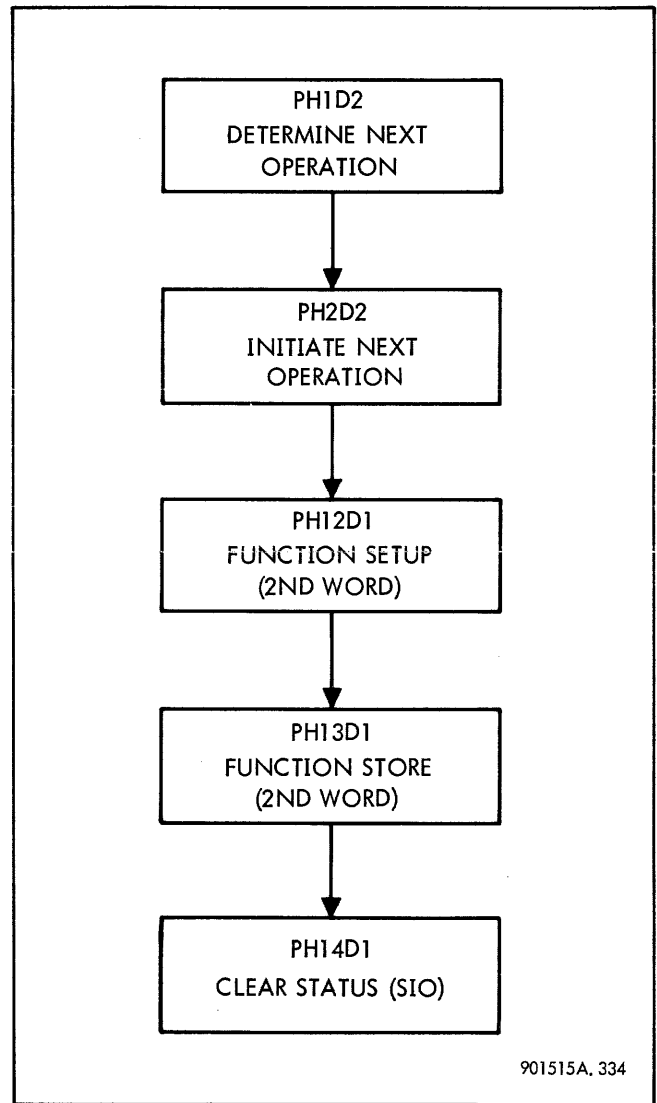 PH1D2
DETERMINE NEXT
OPERATION
PH2D2
INITIATE NEXT
OPERATION
PH12D1
FUNCTION SETUP
(2ND WORD)
PH13D1
FUNCTION STORE
(2ND WORD)
PH14D1
CLEAR STATUS (SIO)
901515A. 334